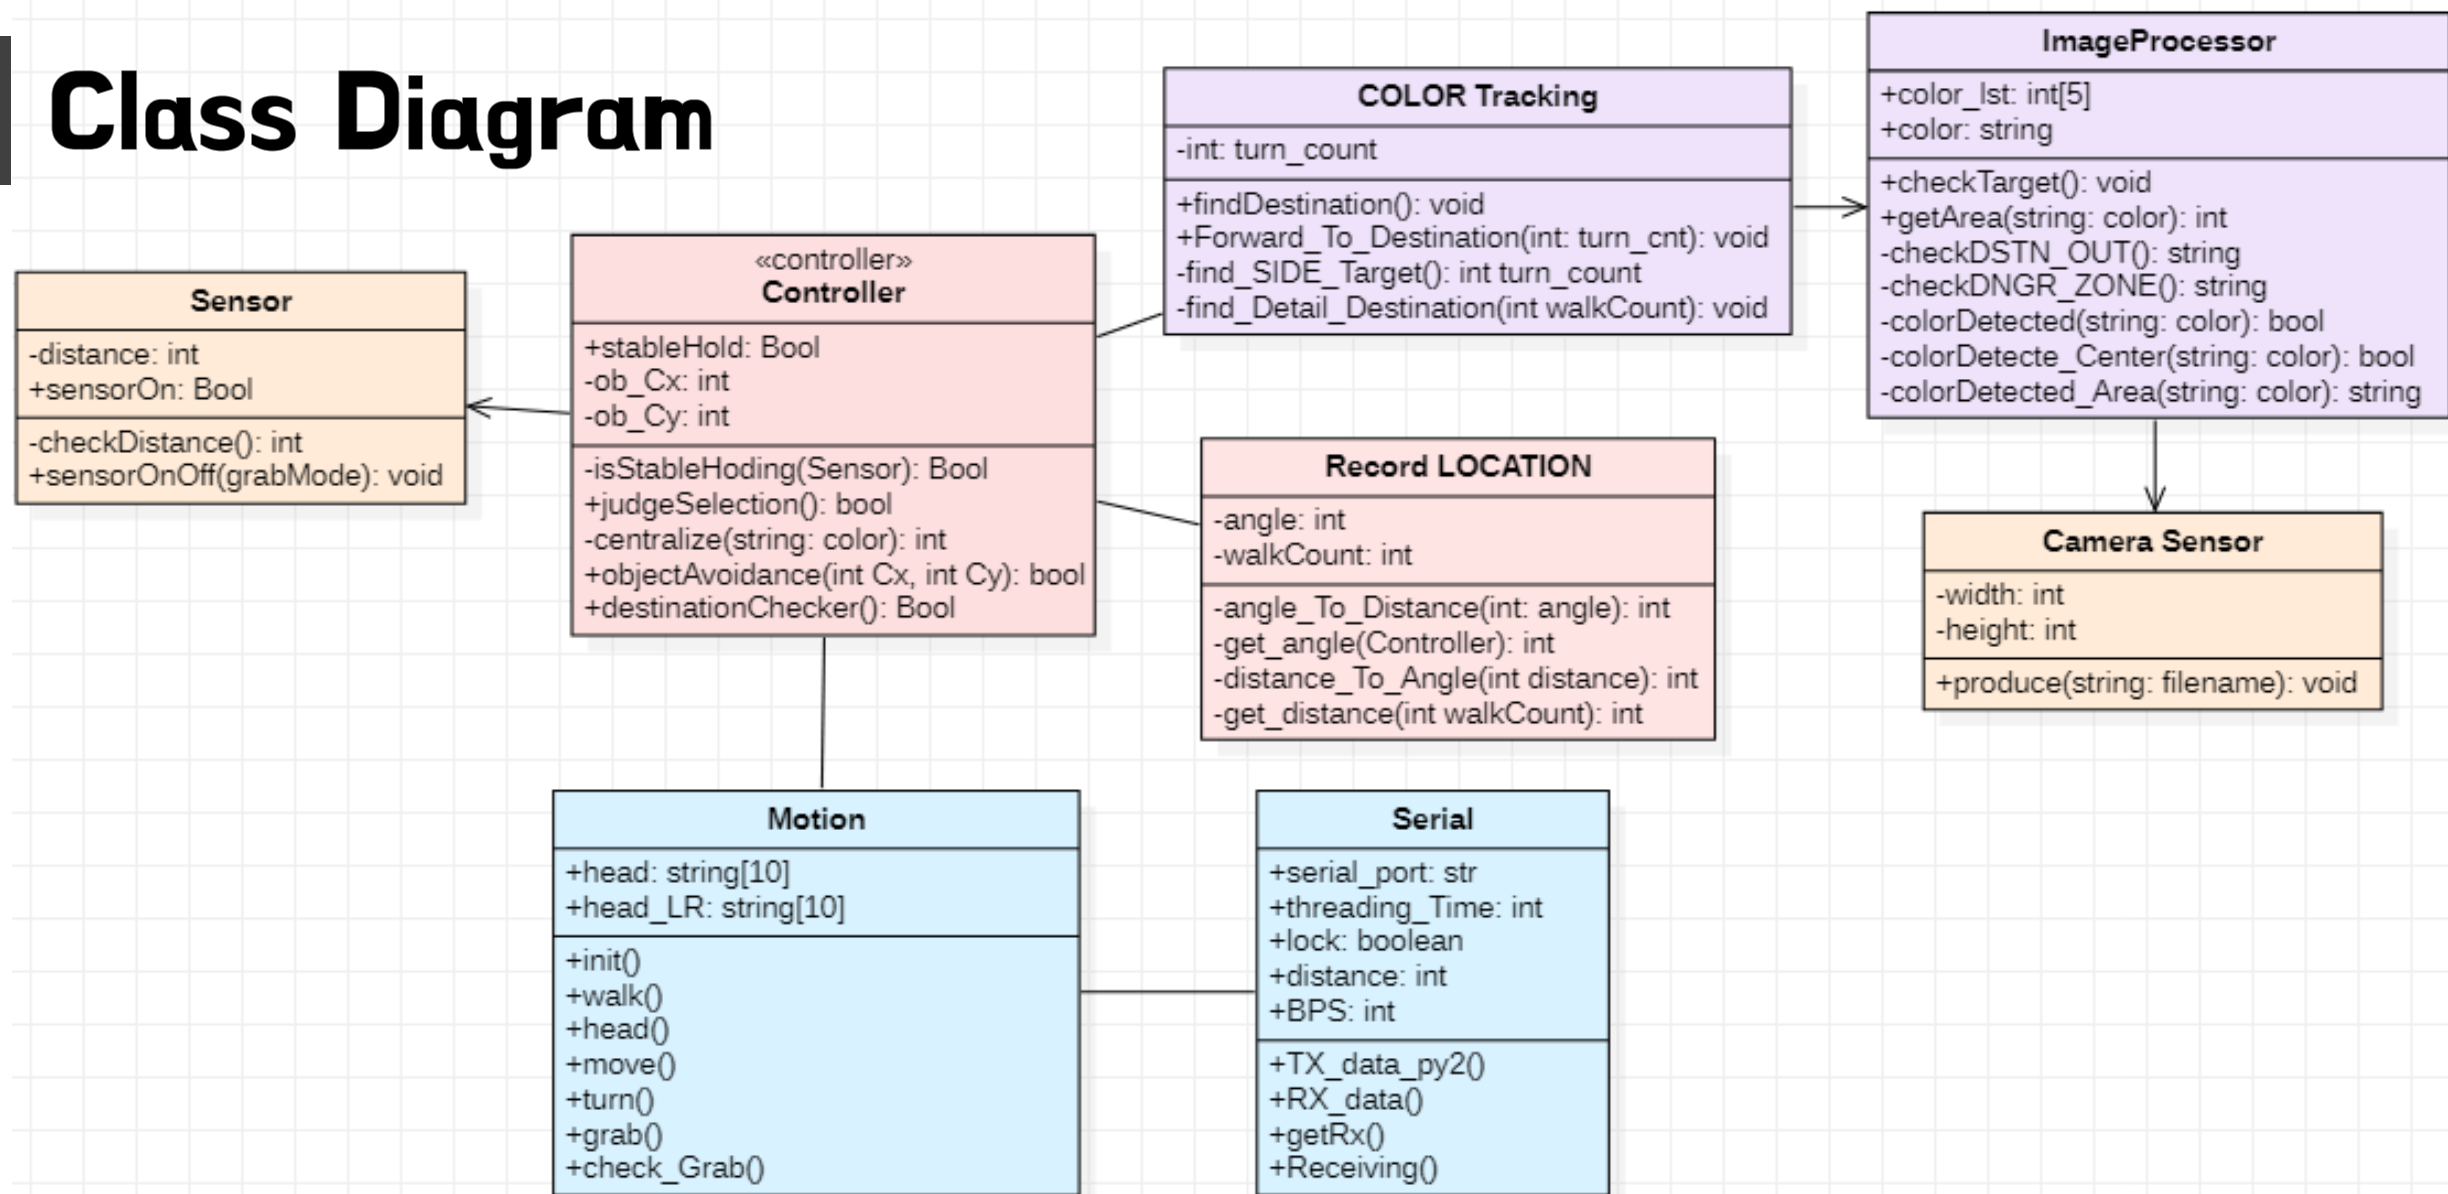 Class Diagram
Sensor
-distance: int
+sensorOn: Bool
-checkDistance(): int
+sensorOnOff(grabMode): void
«controller»
Controller
+stableHold: Bool
-ob_Cx: int
-ob_Cy: int
-isStableHoding(Sensor): Bool
+judgeSelection(): bool
-centralize(string: color): int
+objectAvoidance(int Cx, int Cy): bool
+destinationChecker(): Bool
COLOR Tracking
-int: turn_count
+findDestination(): void
+Forward_To_Destination(int: turn_cnt): void
-find_SIDE_Target(): int turn_count
-find_Detail_Destination(int walkCount): void
ImageProcessor
+color_lst: int[5]
+color: string
+checkTarget(): void
+getArea(string: color): int
-checkDSTN_OUT(): string
-checkDNGR_ZONE(): string
-colorDetected(string: color): bool
-colorDetecte_Center(string: color): bool
-colorDetected_Area(string: color): string
Record LOCATION
-angle: int
-walkCount: int
-angle_To_Distance(int: angle): int
-get_angle(Controller): int
-distance_To_Angle(int distance): int
-get_distance(int walkCount): int
Camera Sensor
-width: int
-height: int
+produce(string: filename): void
Motion
+head: string[10]
+head_LR: string[10]
+init()
+walk()
+head()
+move()
+turn()
+grab()
+check_Grab()
Serial
+serial_port: str
+threading_Time: int
+lock: boolean
+distance: int
+BPS: int
+TX_data_py2()
+RX_data()
+getRx()
+Receiving()